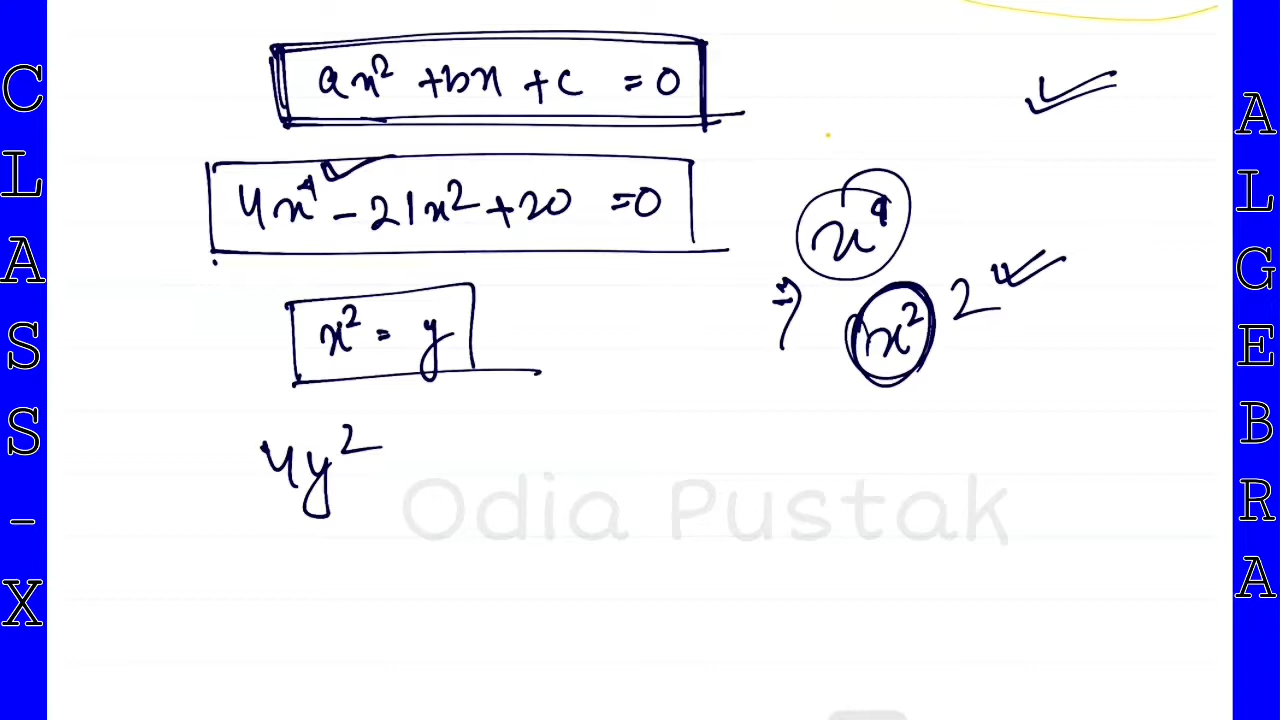 CLASS-X
ax² + bx + c = 0
4x⁴ - 21x² + 20 = 0
x⁴
x² = y
⇒ x² 2
4y²
Odia Pustak
ALGEBRA